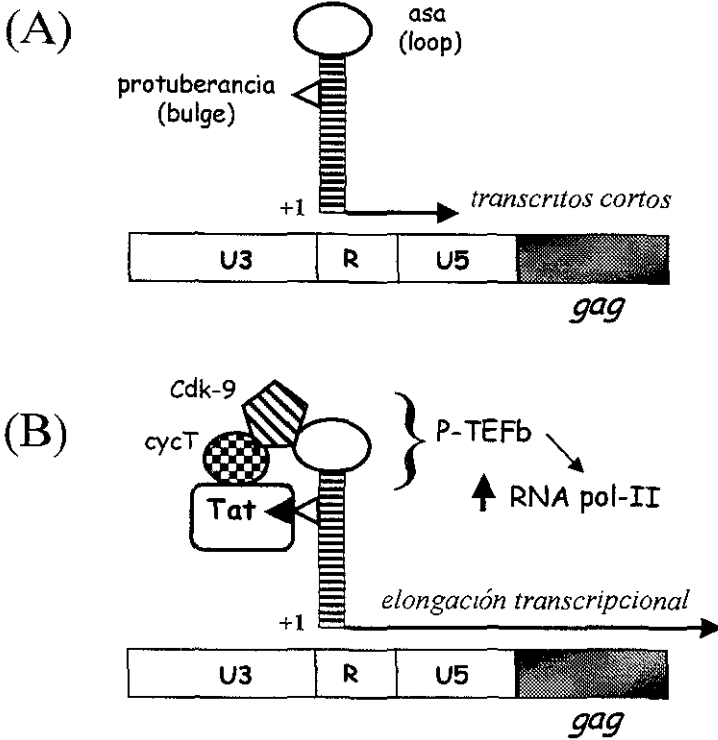 (A)
asa
(loop)
protuberancia
(bulge)
+1
transcritos cortos
U3 R U5
gag
(B)
Cdk-9
cycT
Tat
P-TEFb
RNA pol-II
elongación transcripcional
+1
U3 R U5
gag